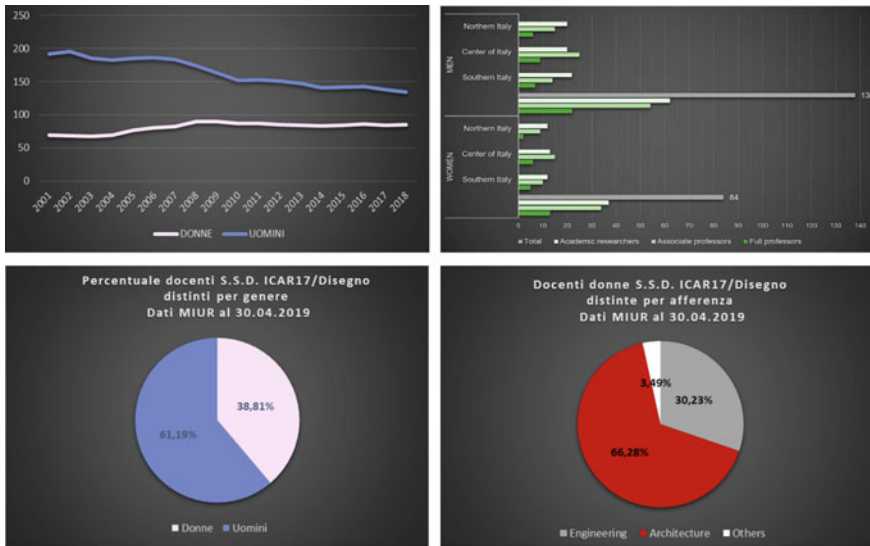 250
200
150
100
50
0
2001 2002 2003 2004 2005 2006 2007 2008 2009 2010 2011 2012 2013 2014 2015 2016 2017 2018
DONNE UOMINI
MEN
Northern Italy
Center of Italy
Southern Italy
13
WOMEN
Northern Italy
Center of Italy
Southern Italy
84
0 10 20 30 40 50 60 70 80 90 100 110 120 130 140
Total Academic researchers Associate professors Full professors
Percentuale docenti S.S.D. ICAR17/Disegno
distinti per genere
Dati MIUR al 30.04.2019
38,81%
61,19%
Donne Uomini
Docenti donne S.S.D. ICAR17/Disegno
distinte per afferenza
Dati MIUR al 30.04.2019
3,49%
30,23%
66,28%
Engineering Architecture Others